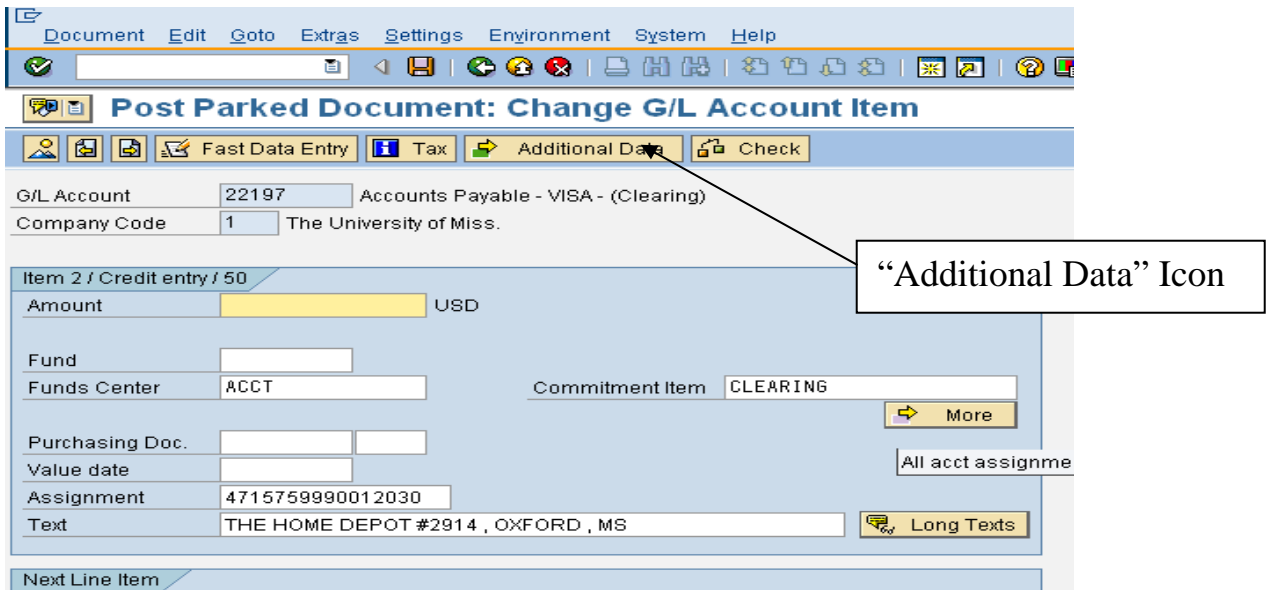 Document Edit Goto Extras Settings Environment System Help
Post Parked Document: Change G/L Account Item
Fast Data Entry Tax Additional Data Check
G/L Account 22197 Accounts Payable - VISA - (Clearing)
Company Code 1 The University of Miss.
“Additional Data” Icon
Item 2 / Credit entry / 50
Amount USD
Fund
Funds Center ACCT Commitment Item CLEARING
More
Purchasing Doc.
Value date All acct assignme
Assignment 4715759990012030
Text THE HOME DEPOT #2914 , OXFORD , MS Long Texts
Next Line Item